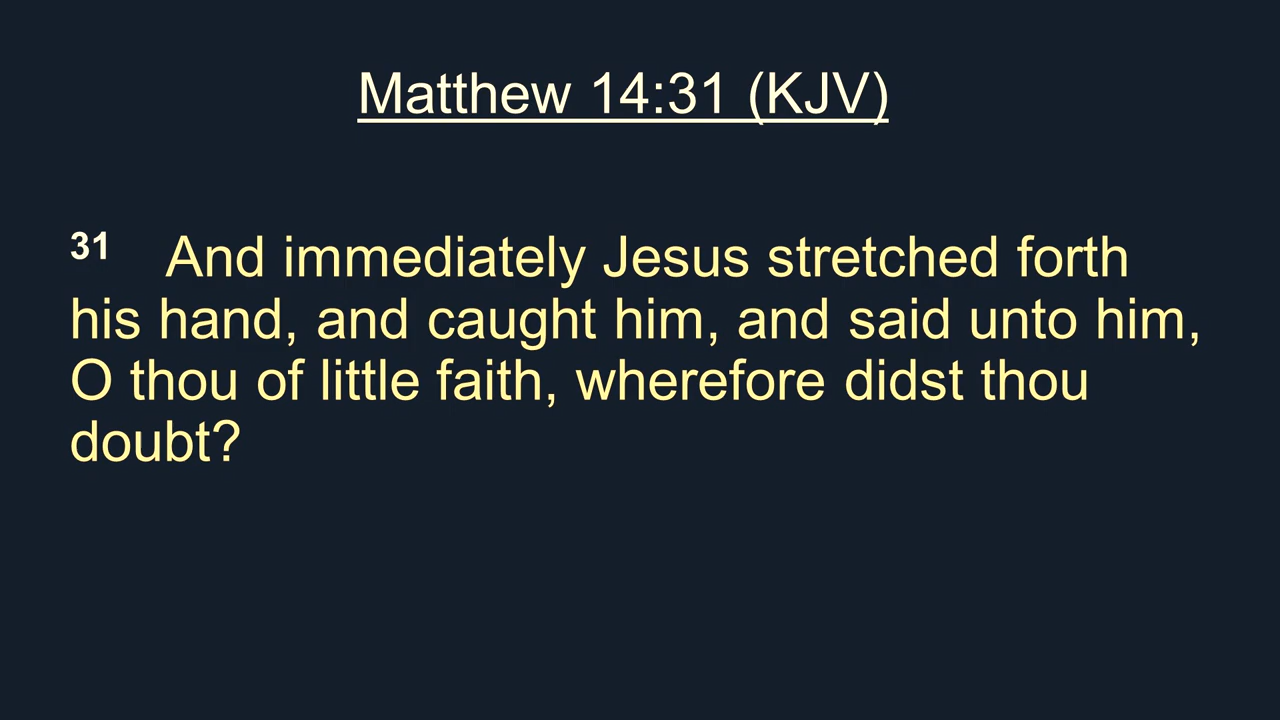 Matthew 14:31 (KJV)
31 And immediately Jesus stretched forth
his hand, and caught him, and said unto him,
O thou of little faith, wherefore didst thou
doubt?